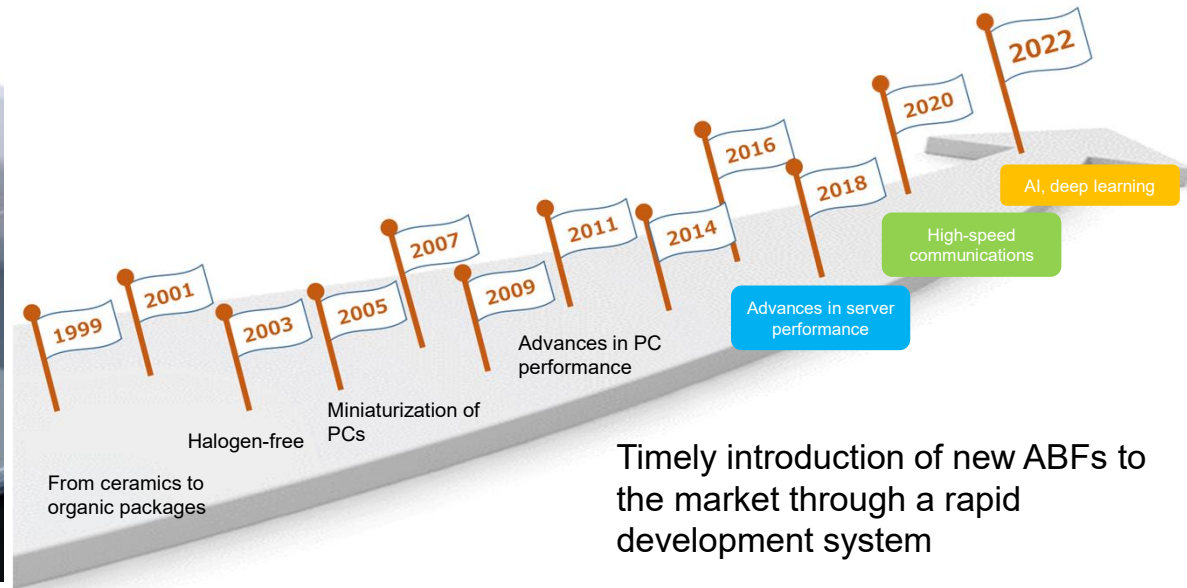 1999
2001
2003
2005
2007
2009
2011
2014
2016
2018
2020
2022
From ceramics to
organic packages
Halogen-free
Miniaturization of
PCs
Advances in PC
performance
Advances in server
performance
High-speed
communications
AI, deep learning
Timely introduction of new ABFs to
the market through a rapid
development system